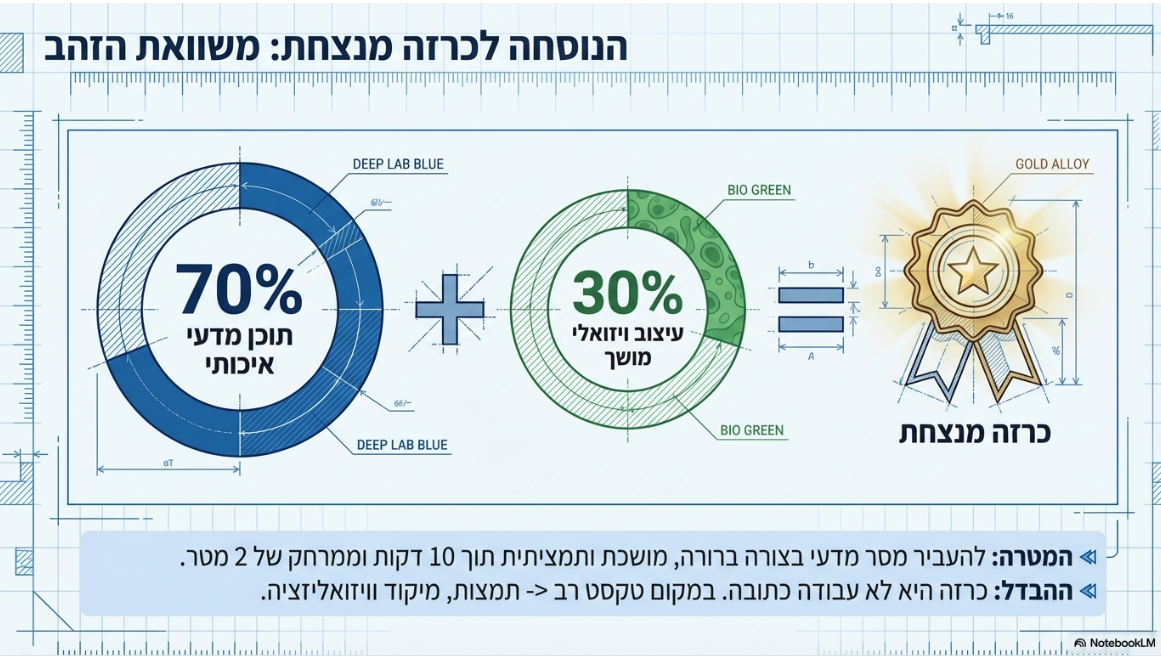 הנוסחה לכרזה מנצחת: משוואת הזהב
DEEP LAB BLUE
70%
תוכן מדעי
איכותי
DEEP LAB BLUE
BIO GREEN
30%
עיצוב ויזואלי
מושך
BIO GREEN
GOLD ALLOY
כרזה מנצחת
המטרה: להעביר מסר מדעי בצורה ברורה, מושכת ותמציתית תוך 10 דקות וממרחק של 2 מטר.
ההבדל: כרזה היא לא עבודה כתובה. במקום טקסט רב -> תמצות, מיקוד וויזואליזציה.
NotebookLM